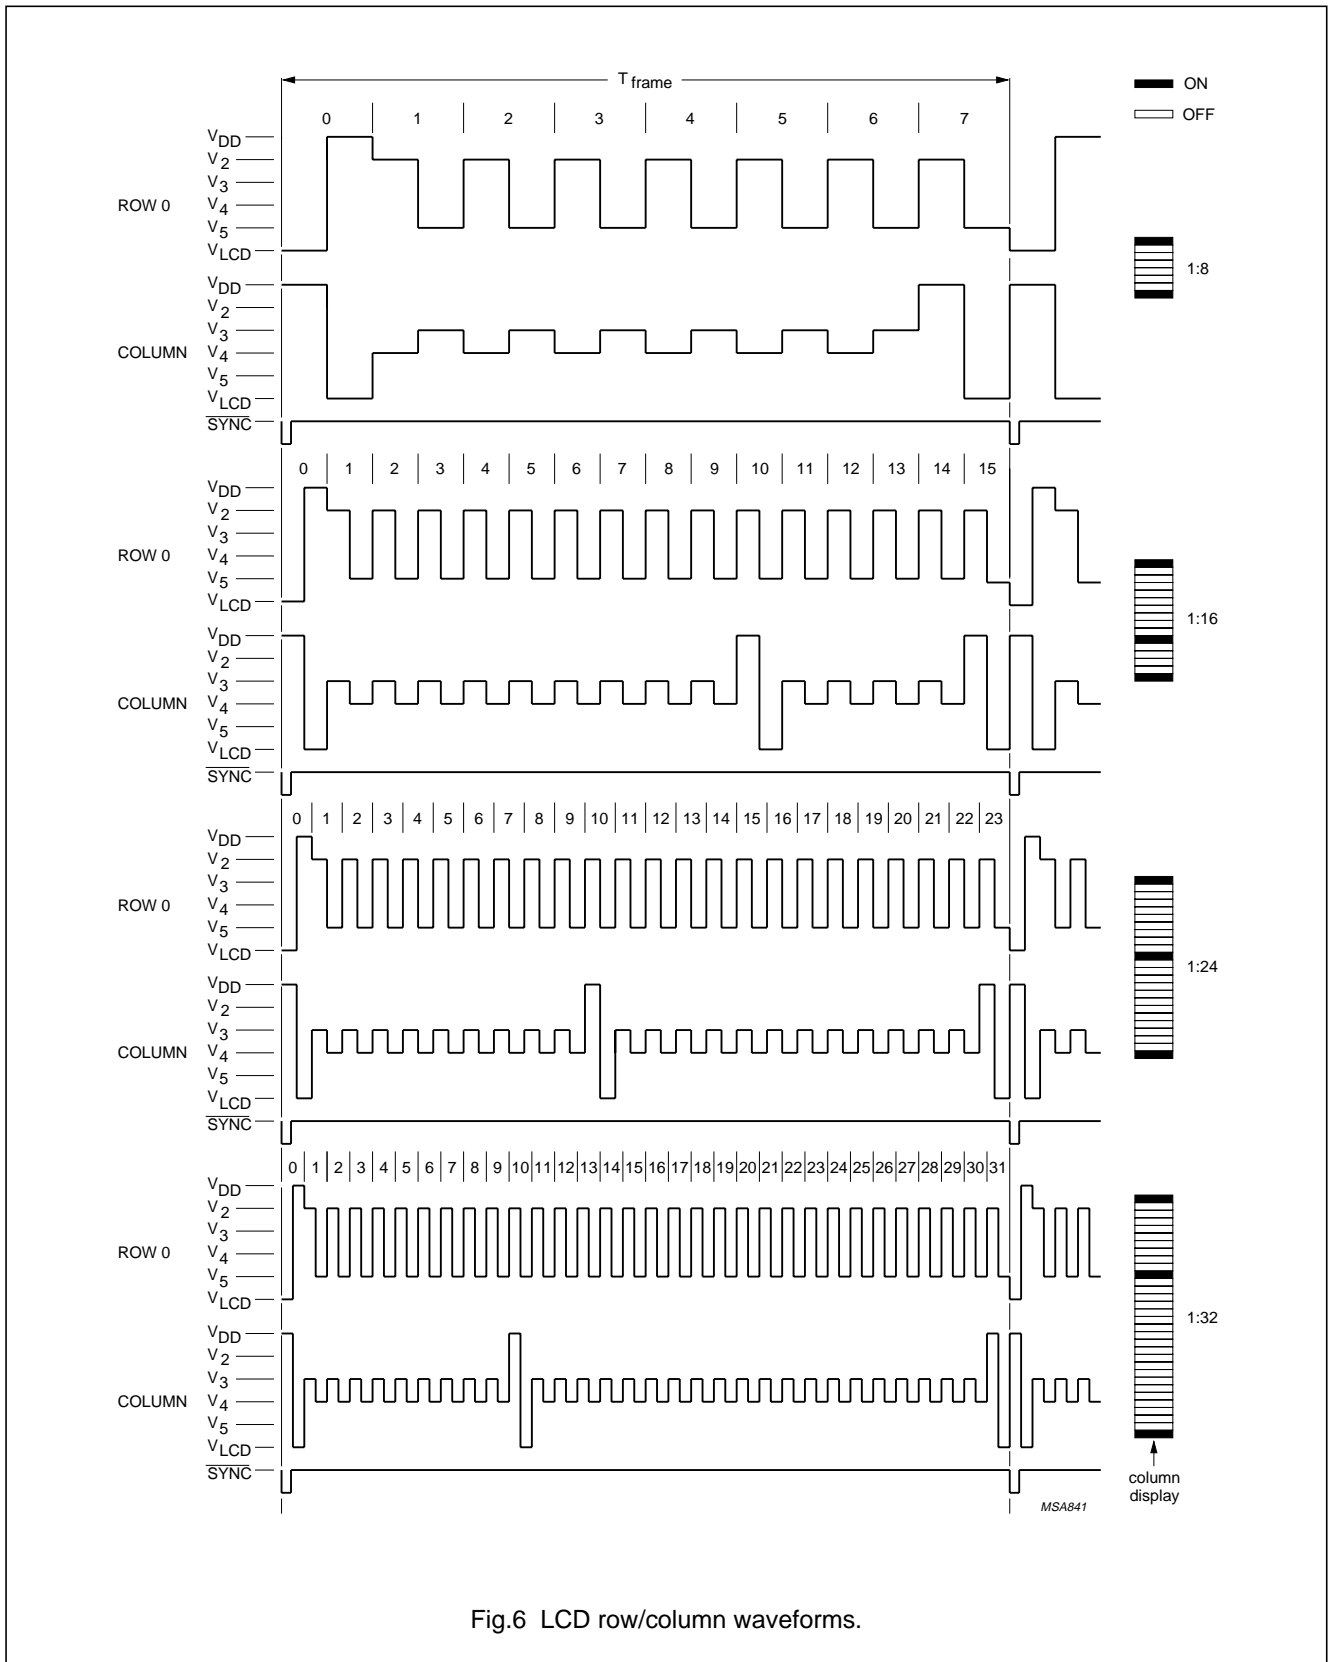 T frame
ON
OFF
0 1 2 3 4 5 6 7
VDD
V2
V3
ROW 0 V4
V5
VLCD
1:8
VDD
V2
V3
COLUMN V4
V5
VLCD
SYNC
0 1 2 3 4 5 6 7 8 9 10 11 12 13 14 15
VDD
V2
V3
ROW 0 V4
V5
VLCD
1:16
VDD
V2
V3
COLUMN V4
V5
VLCD
SYNC
0 1 2 3 4 5 6 7 8 9 10 11 12 13 14 15 16 17 18 19 20 21 22 23
VDD
V2
V3
ROW 0 V4
V5
VLCD
1:24
VDD
V2
V3
COLUMN V4
V5
VLCD
SYNC
0 1 2 3 4 5 6 7 8 9 10 11 12 13 14 15 16 17 18 19 20 21 22 23 24 25 26 27 28 29 30 31
VDD
V2
V3
ROW 0 V4
V5
VLCD
1:32
VDD
V2
V3
COLUMN V4
V5
VLCD
SYNC
column
display
MSA841
Fig.6 LCD row/column waveforms.